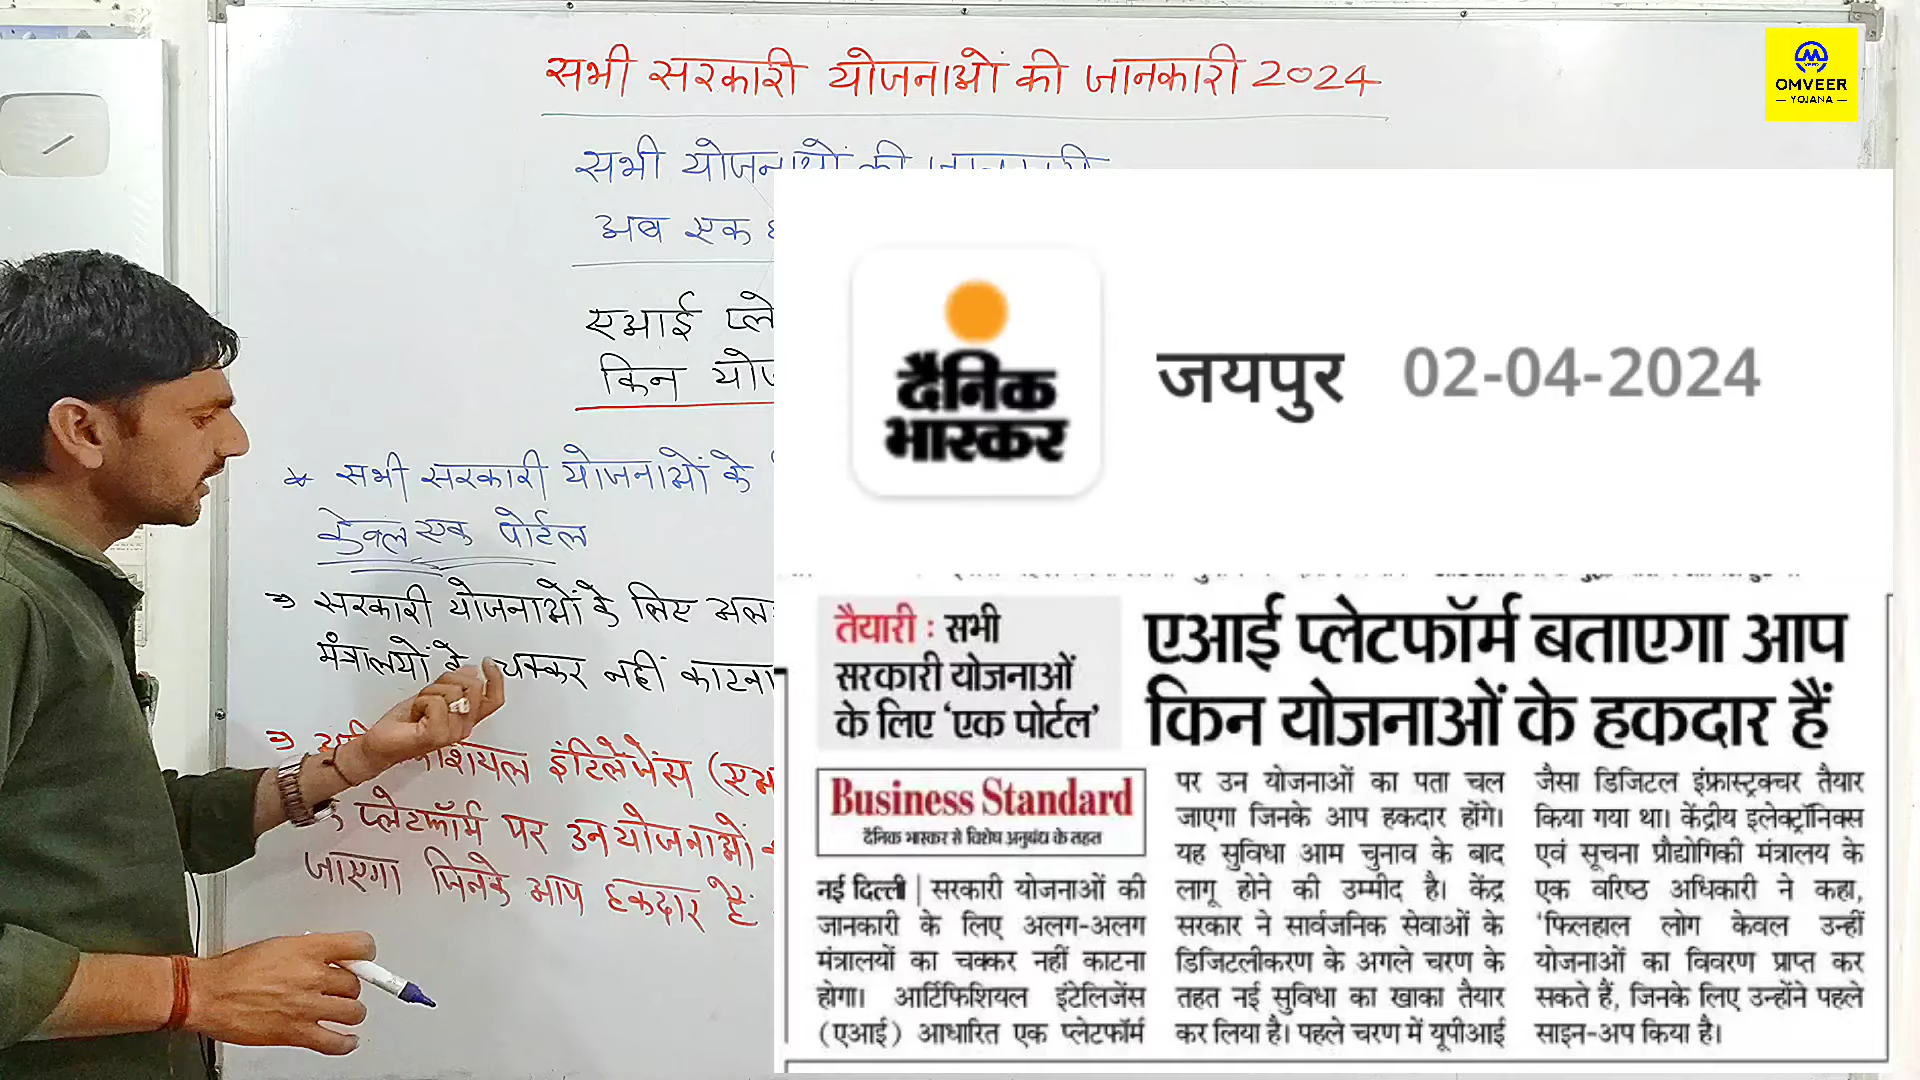 सभी सरकारी योजनाओं की जानकारी 2024
OMVEER
YOJANA
सभी योजनाओं की जानकारी
अब एक
एआई प्ले
किन योज
* सभी सरकारी योजनाओं के
केवल एक पोर्टल
⇒ सरकारी योजनाओं के लिए अल
मंत्रालयों के चक्कर नहीं काटना
⇒ शियल इंटिलेजेंस (एआ
प्लेटफॉर्म पर उन योजनाओं
जाएगा जिनके आप हकदार हैं
दैनिक
भास्कर
जयपुर 02-04-2024
तैयारी : सभी
सरकारी योजनाओं
के लिए ‘एक पोर्टल’
एआई प्लेटफॉर्म बताएगा आप
किन योजनाओं के हकदार हैं
Business Standard
दैनिक भास्कर से विशेष अनुबंध के तहत
नई दिल्ली | सरकारी योजनाओं की
जानकारी के लिए अलग-अलग
मंत्रालयों का चक्कर नहीं काटना
होगा। आर्टिफिशियल इंटेलिजेंस
(एआई) आधारित एक प्लेटफॉर्म
पर उन योजनाओं का पता चल
जाएगा जिनके आप हकदार होंगे।
यह सुविधा आम चुनाव के बाद
लागू होने की उम्मीद है। केंद्र
सरकार ने सार्वजनिक सेवाओं के
डिजिटलीकरण के अगले चरण के
तहत नई सुविधा का खाका तैयार
कर लिया है। पहले चरण में यूपीआई
जैसा डिजिटल इंफ्रास्ट्रक्चर तैयार
किया गया था। केंद्रीय इलेक्ट्रॉनिक्स
एवं सूचना प्रौद्योगिकी मंत्रालय के
एक वरिष्ठ अधिकारी ने कहा,
‘फिलहाल लोग केवल उन्हीं
योजनाओं का विवरण प्राप्त कर
सकते हैं, जिनके लिए उन्होंने पहले
साइन-अप किया है।